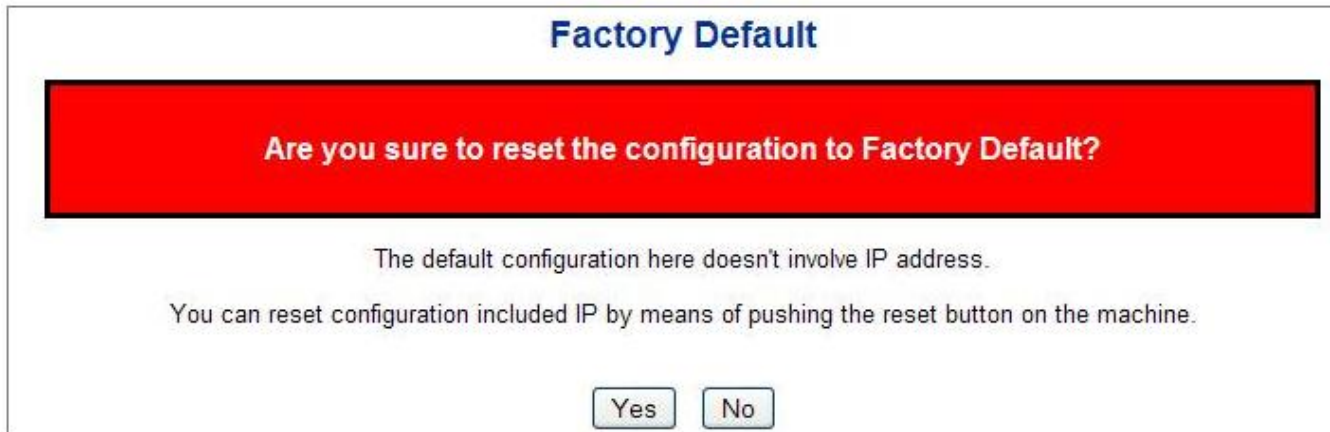 Factory Default
Are you sure to reset the configuration to Factory Default?
The default configuration here doesn't involve IP address.
You can reset configuration included IP by means of pushing the reset button on the machine.
Yes No